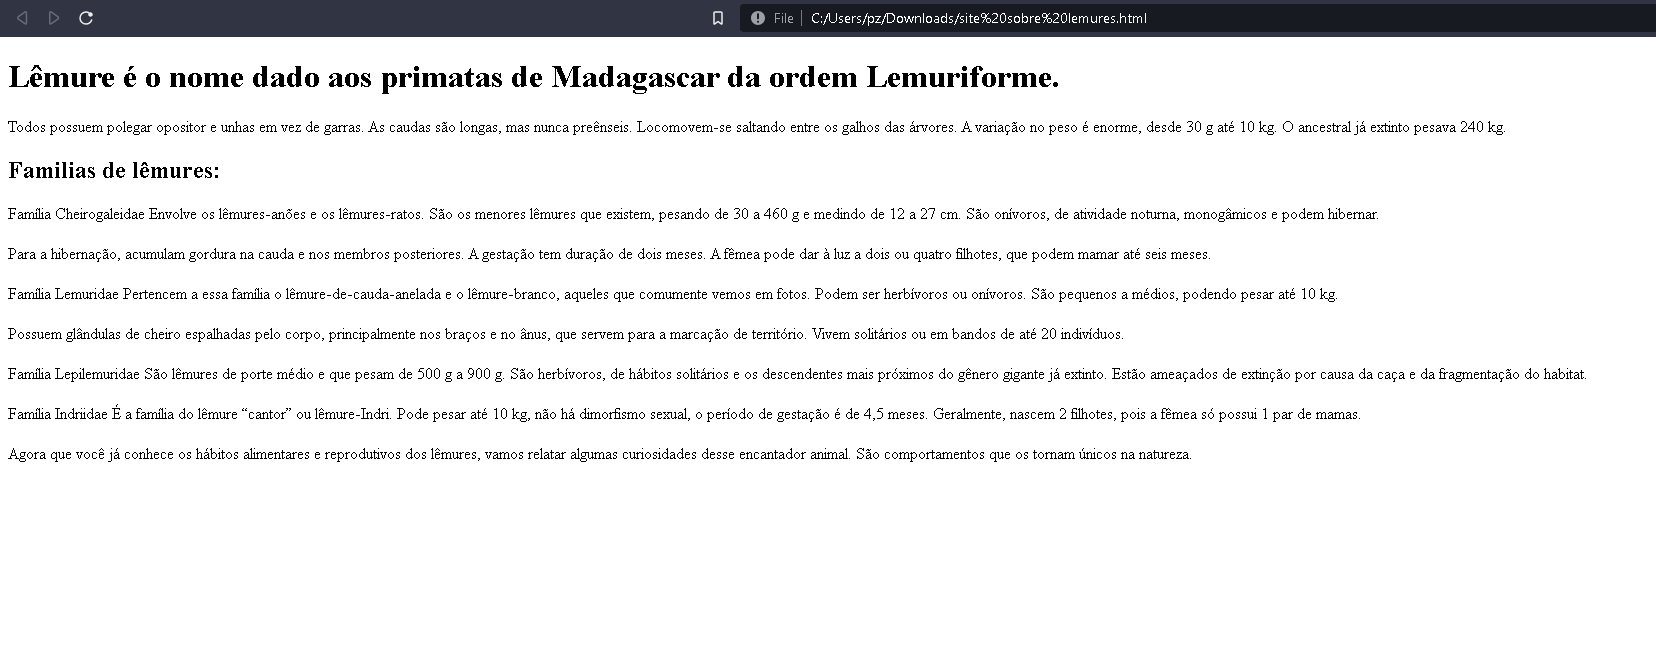 File C:/Users/pz/Downloads/site%20sobre%20lemures.html
Lêmure é o nome dado aos primatas de Madagascar da ordem Lemuriforme.
Todos possuem polegar opositor e unhas em vez de garras. As caudas são longas, mas nunca preênseis. Locomovem-se saltando entre os galhos das árvores. A variação no peso é enorme, desde 30 g até 10 kg. O ancestral já extinto pesava 240 kg.
Familias de lêmures:
Família Cheirogaleidae Envolve os lêmures-anões e os lêmures-ratos. São os menores lêmures que existem, pesando de 30 a 460 g e medindo de 12 a 27 cm. São onívoros, de atividade noturna, monogâmicos e podem hibernar.
Para a hibernação, acumulam gordura na cauda e nos membros posteriores. A gestação tem duração de dois meses. A fêmea pode dar à luz a dois ou quatro filhotes, que podem mamar até seis meses.
Família Lemuridae Pertencem a essa família o lêmure-de-cauda-anelada e o lêmure-branco, aqueles que comumente vemos em fotos. Podem ser herbívoros ou onívoros. São pequenos a médios, podendo pesar até 10 kg.
Possuem glândulas de cheiro espalhadas pelo corpo, principalmente nos braços e no ânus, que servem para a marcação de território. Vivem solitários ou em bandos de até 20 indivíduos.
Família Lepilemuridae São lêmures de porte médio e que pesam de 500 g a 900 g. São herbívoros, de hábitos solitários e os descendentes mais próximos do gênero gigante já extinto. Estão ameaçados de extinção por causa da caça e da fragmentação do habitat.
Família Indriidae É a família do lêmure “cantor” ou lêmure-Indri. Pode pesar até 10 kg, não há dimorfismo sexual, o período de gestação é de 4,5 meses. Geralmente, nascem 2 filhotes, pois a fêmea só possui 1 par de mamas.
Agora que você já conhece os hábitos alimentares e reprodutivos dos lêmures, vamos relatar algumas curiosidades desse encantador animal. São comportamentos que os tornam únicos na natureza.